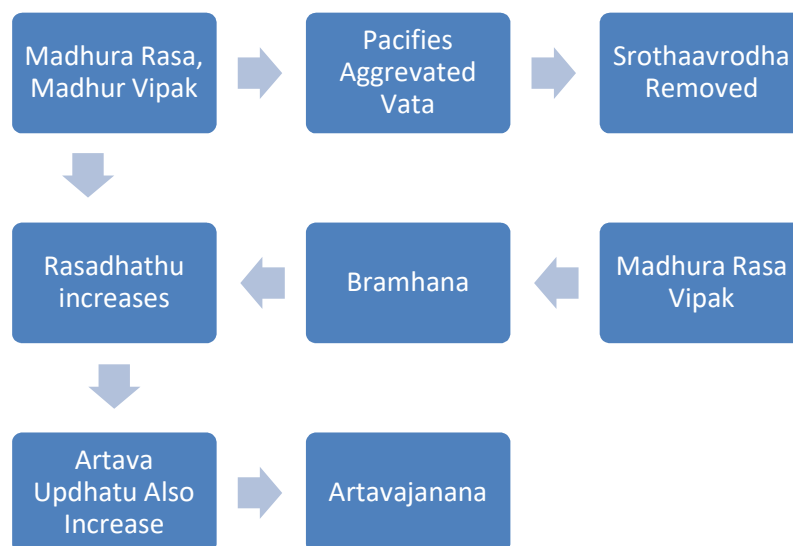 Madhura Rasa,
Madhur Vipak
Pacifies
Aggrevated
Vata
Srothaavrodha
Removed
Rasadhathu
increases
Bramhana
Madhura Rasa
Vipak
Artava
Updhatu Also
Increase
Artavajanana